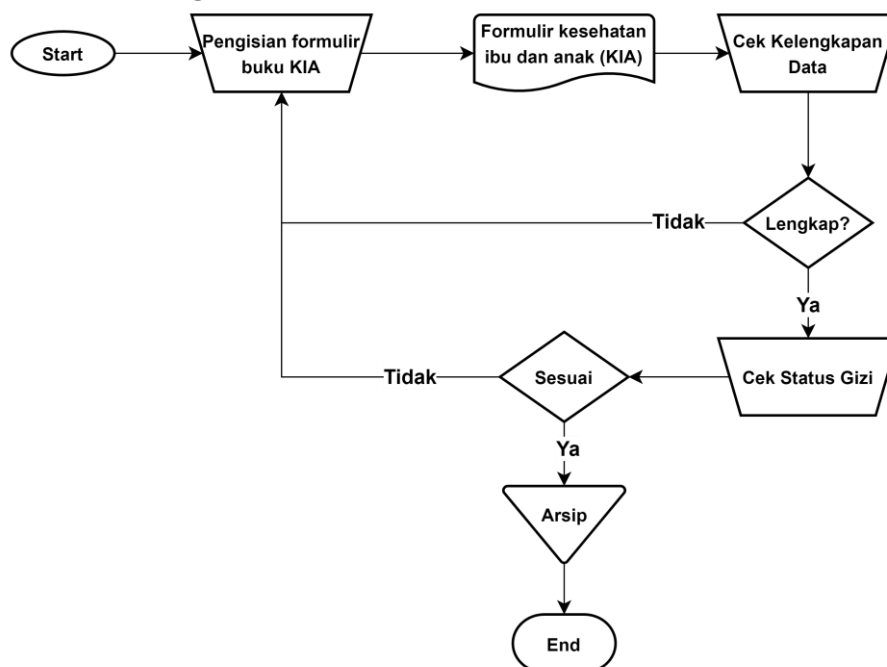 Start
Pengisian formulir
buku KIA
Formulir kesehatan
ibu dan anak (KIA)
Cek Kelengkapan
Data
Lengkap?
Tidak
Ya
Cek Status Gizi
Sesuai
Tidak
Ya
Arsip
End